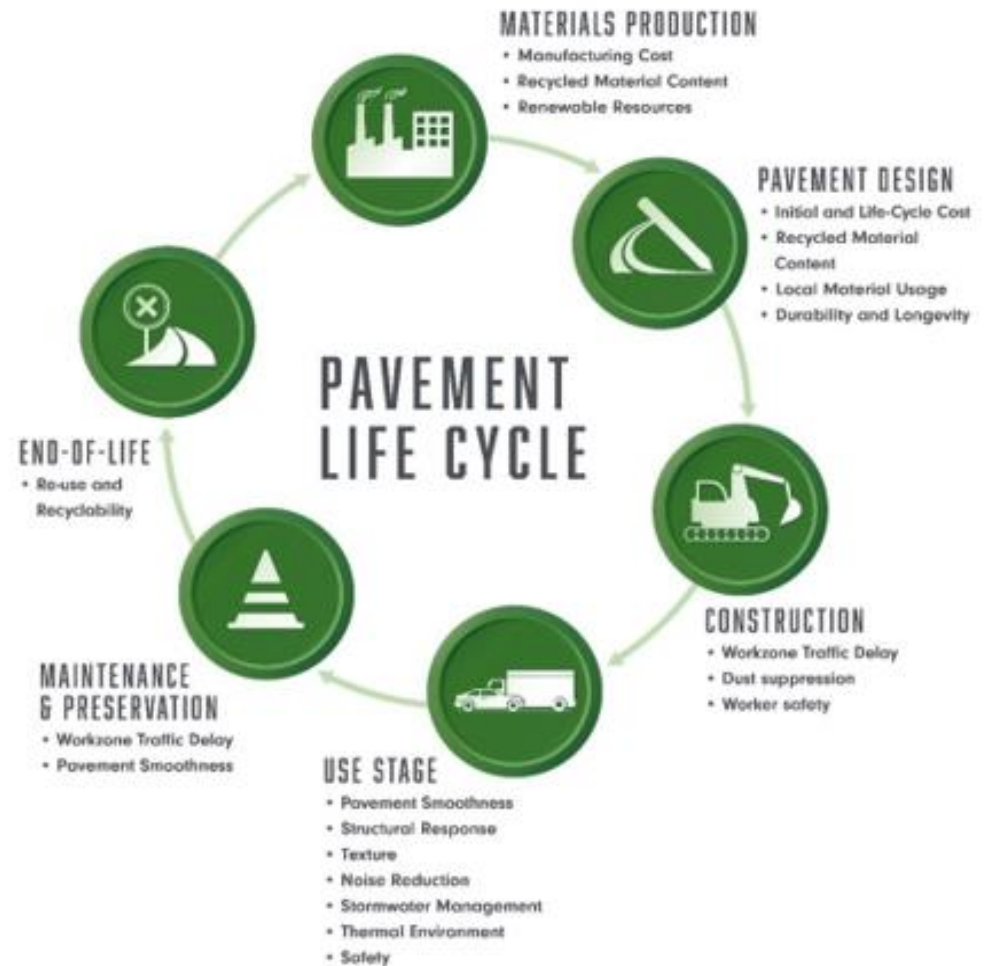 MATERIALS PRODUCTION
• Manufacturing Cost
• Recycled Material Content
• Renewable Resources
PAVEMENT DESIGN
• Initial and Life-Cycle Cost
• Recycled Material
Content
• Local Material Usage
• Durability and Longevity
PAVEMENT
LIFE CYCLE
CONSTRUCTION
• Workzone Traffic Delay
• Dust suppression
• Worker safety
USE STAGE
• Pavement Smoothness
• Structural Response
• Texture
• Noise Reduction
• Stormwater Management
• Thermal Environment
• Safety
MAINTENANCE
& PRESERVATION
• Workzone Traffic Delay
• Pavement Smoothness
END-OF-LIFE
• Re-use and
Recyclability